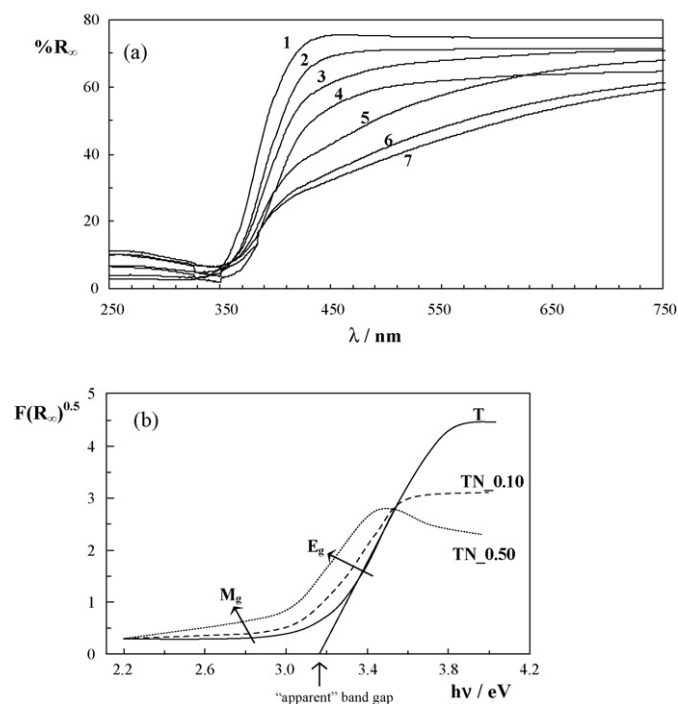 80
%R∞
(a)
1
2
3
4
5
6
7
60
40
20
0
250
350
450
550
650
750
λ / nm
5
F(R∞)^0.5
(b)
T
4
TN_0.10
3
TN_0.50
2
Eg
Mg
1
0
2.2
2.6
3.0
3.4
3.8
4.2
"apparent" band gap
hν / eV